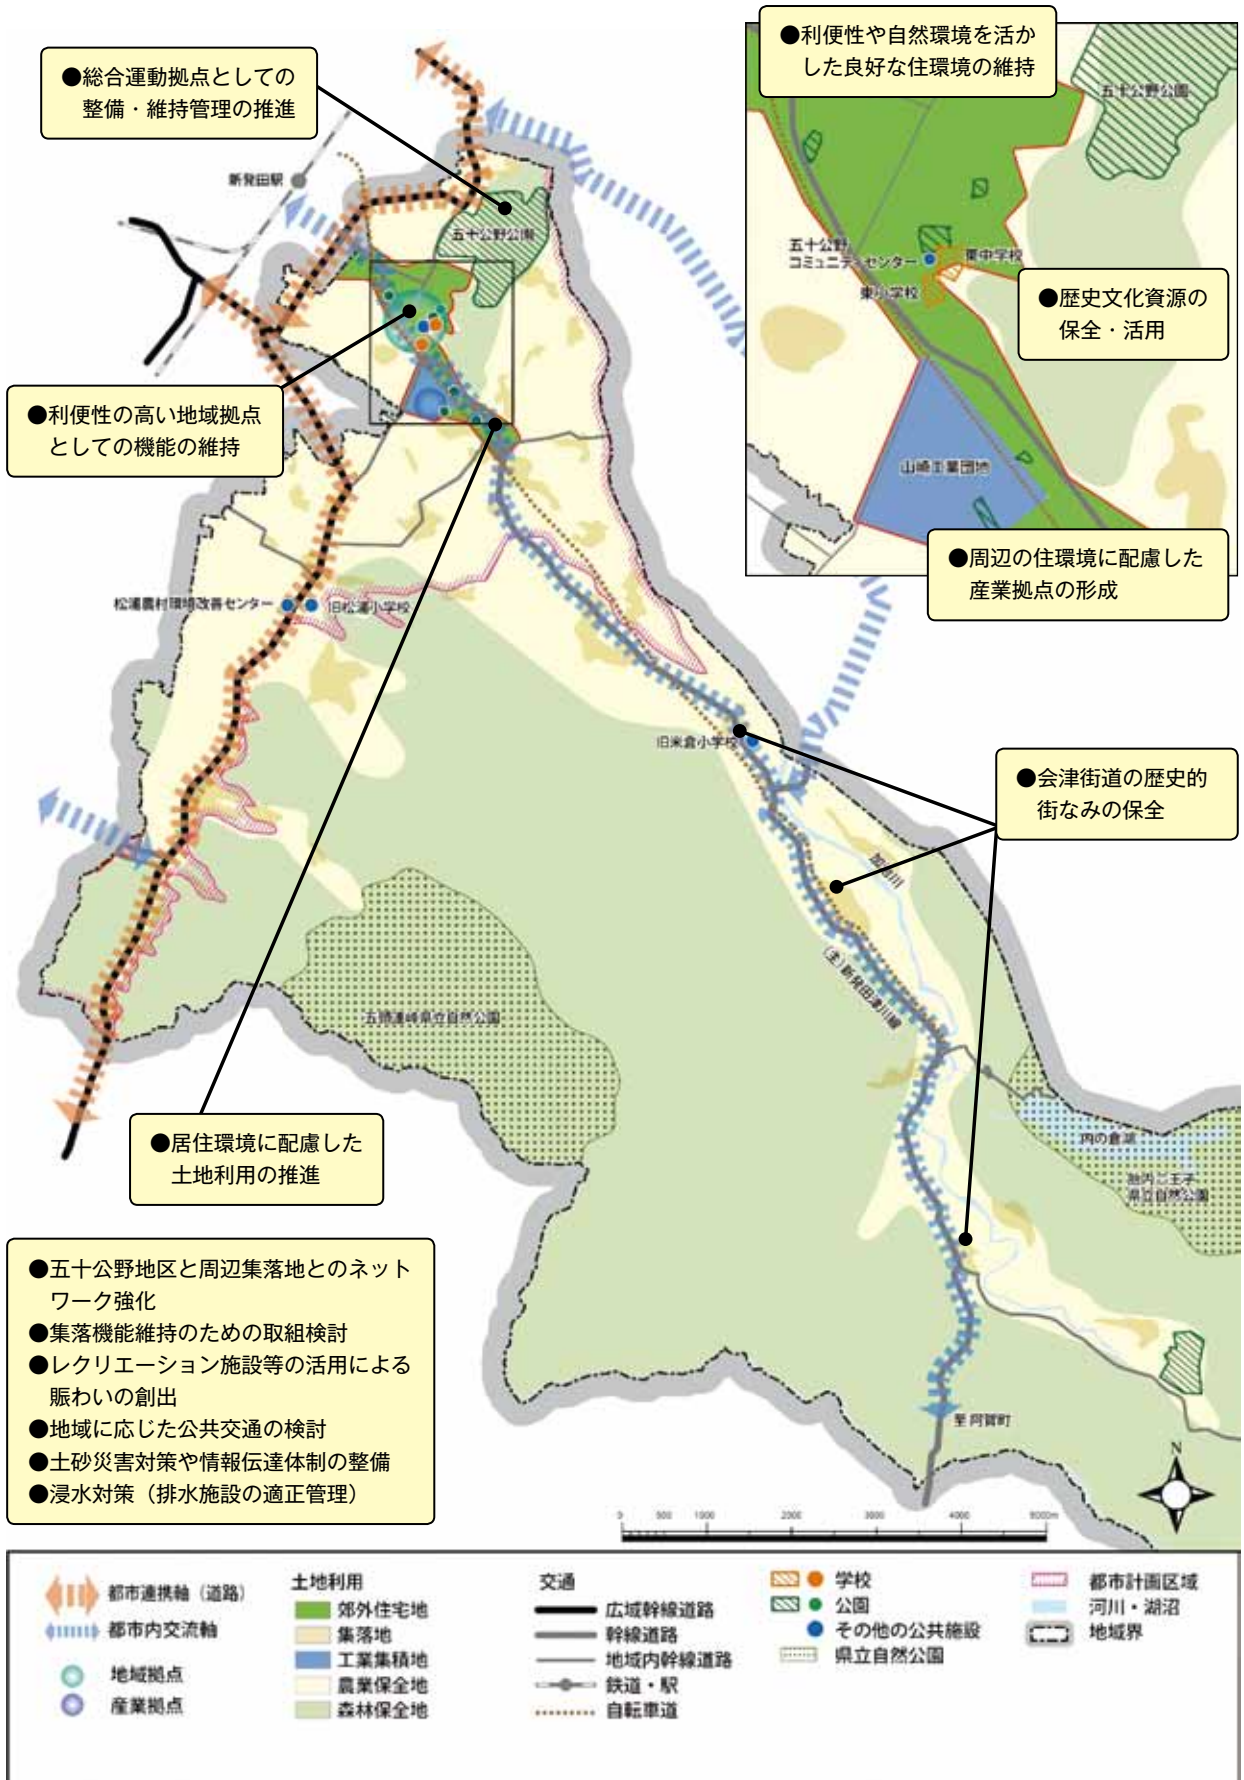 ●総合運動拠点としての
整備・維持管理の推進
●利便性や自然環境を活か
した良好な住環境の維持
五十公野公園
新発田駅
五十公野公園
五十公野
コミュニティセンター
東中学校
東小学校
●歴史文化資源の
保全・活用
●利便性の高い地域拠点
としての機能の維持
山崎工業団地
●周辺の住環境に配慮した
産業拠点の形成
松浦農村環境改善センター
旧松浦小学校
旧米倉小学校
●会津街道の歴史的
街なみの保全
加治川
(主)新発田津川線
五頭連峰県立自然公園
内の倉湖
胎内二王子
県立自然公園
●居住環境に配慮した
土地利用の推進
●五十公野地区と周辺集落地とのネット
ワーク強化
●集落機能維持のための取組検討
●レクリエーション施設等の活用による
賑わいの創出
●地域に応じた公共交通の検討
●土砂災害対策や情報伝達体制の整備
●浸水対策（排水施設の適正管理）
至 阿賀町
N
0 500 1000 2000 3000 4000 5000m
都市連携軸（道路）
都市内交流軸
地域拠点
産業拠点
土地利用
郊外住宅地
集落地
工業集積地
農業保全地
森林保全地
交通
広域幹線道路
幹線道路
地域内幹線道路
鉄道・駅
自転車道
学校
公園
その他の公共施設
県立自然公園
都市計画区域
河川・湖沼
地域界